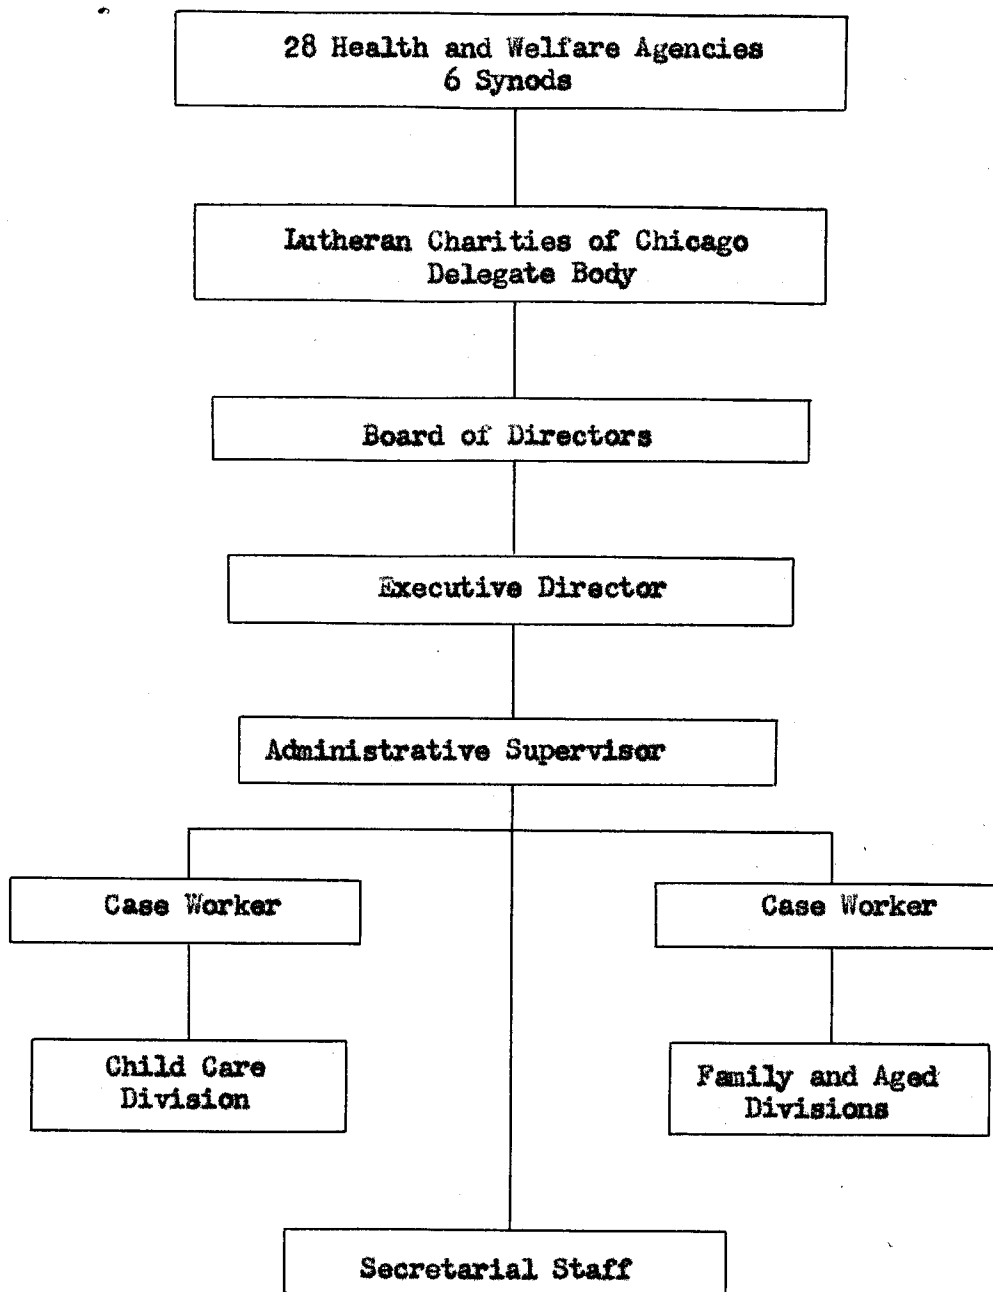 28 Health and Welfare Agencies
6 Synods
Lutheran Charities of Chicago
Delegate Body
Board of Directors
Executive Director
Administrative Supervisor
Case Worker
Case Worker
Child Care
Division
Family and Aged
Divisions
Secretarial Staff